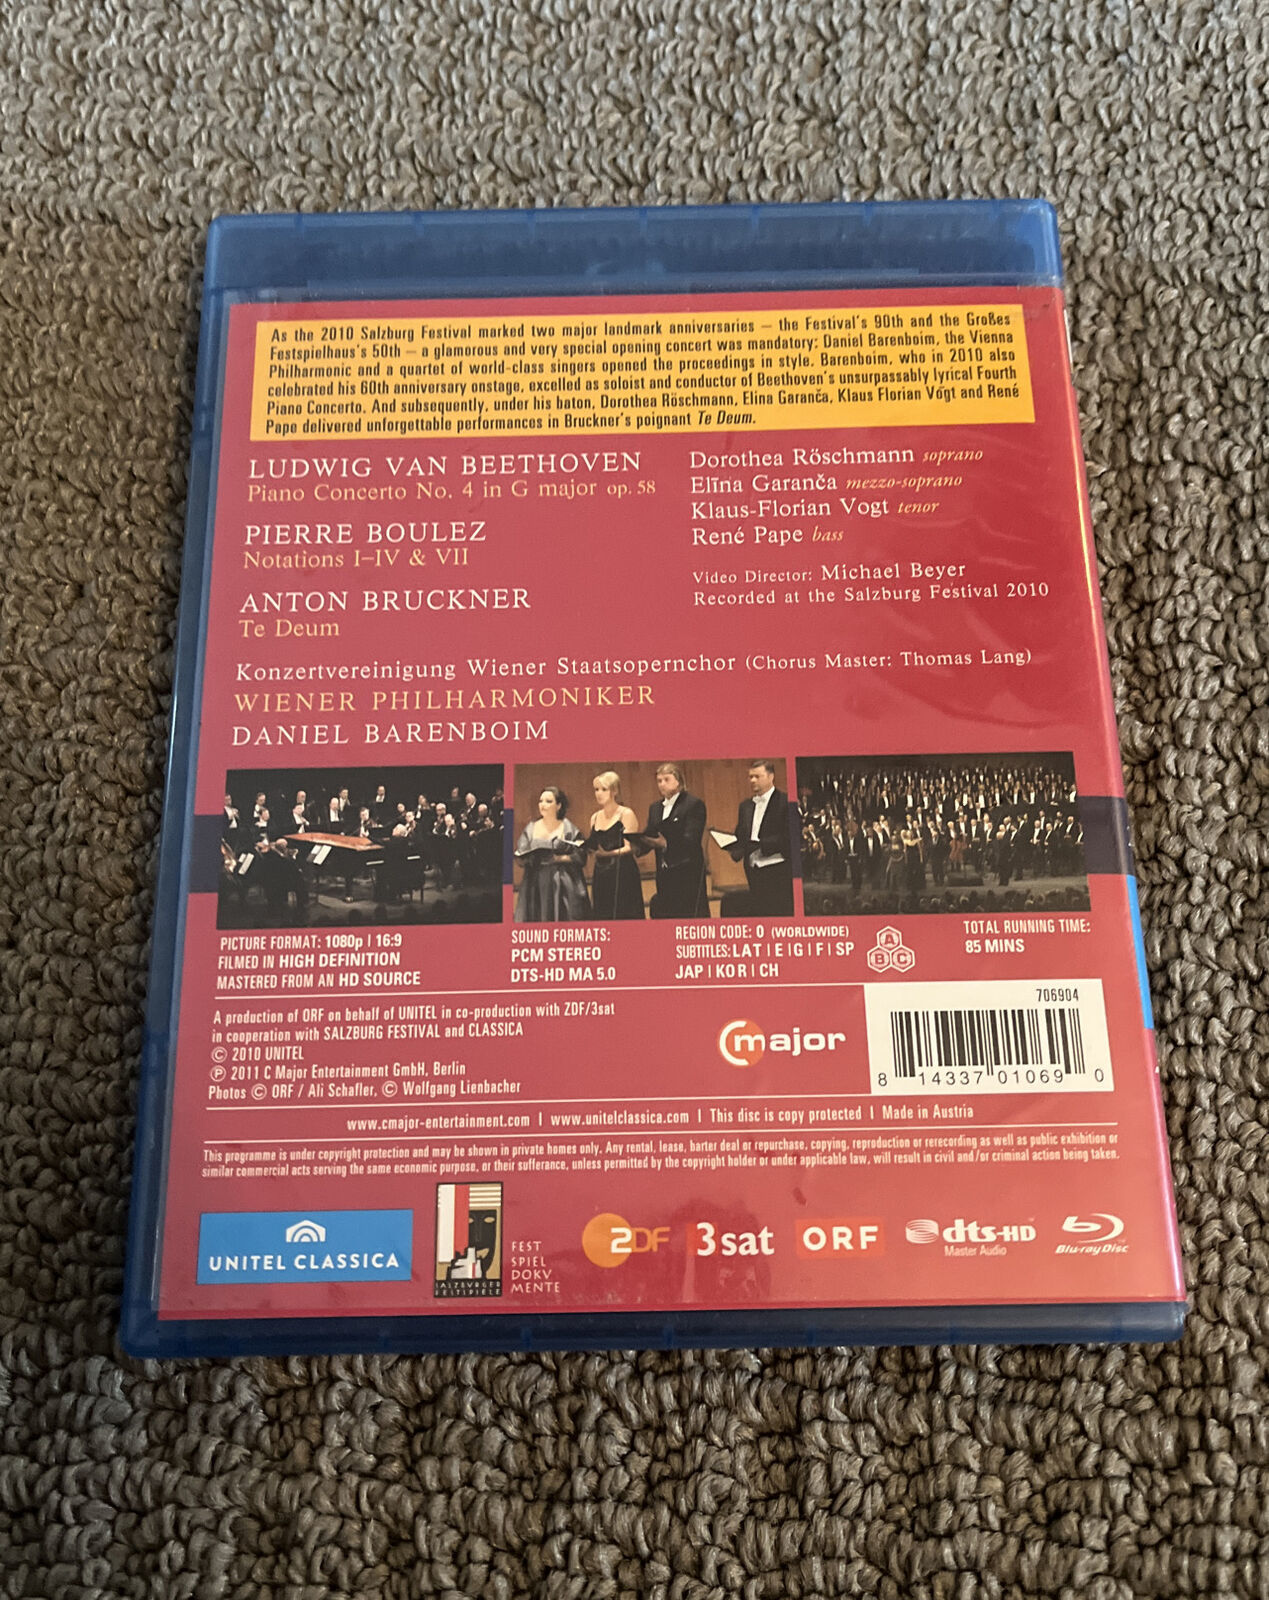 As the 2010 Salzburg Festival marked two major landmark anniversaries – the Festival's 90th and the Großes
Festspielhaus's 50th – a glamorous and very special opening concert was mandatory: Daniel Barenboim, the Vienna
Philharmonic and a quartet of world-class singers opened the proceedings in style. Barenboim, who in 2010 also
celebrated his 60th anniversary onstage, excelled as soloist and conductor of Beethoven's unsurpassably lyrical Fourth
Piano Concerto. And subsequently, under his baton, Dorothea Röschmann, Elīna Garanča, Klaus Florian Vogt and René
Pape delivered unforgettable performances in Bruckner's poignant Te Deum.
LUDWIG VAN BEETHOVEN
Piano Concerto No. 4 in G major op. 58
PIERRE BOULEZ
Notations I–IV & VII
ANTON BRUCKNER
Te Deum
Dorothea Röschmann soprano
Elīna Garanča mezzo-soprano
Klaus-Florian Vogt tenor
René Pape bass
Video Director: Michael Beyer
Recorded at the Salzburg Festival 2010
Konzertvereinigung Wiener Staatsopernchor (Chorus Master: Thomas Lang)
WIENER PHILHARMONIKER
DANIEL BARENBOIM
PICTURE FORMAT: 1080p | 16:9
FILMED IN HIGH DEFINITION
MASTERED FROM AN HD SOURCE
SOUND FORMATS:
PCM STEREO
DTS-HD MA 5.0
REGION CODE: 0 (WORLDWIDE)
SUBTITLES: LAT | E | G | F | SP
JAP | KOR | CH
A
B C
TOTAL RUNNING TIME:
85 MINS
A production of ORF on behalf of UNITEL in co-production with ZDF/3sat
in cooperation with SALZBURG FESTIVAL and CLASSICA
© 2010 UNITEL
℗ 2011 C Major Entertainment GmbH, Berlin
Photos © ORF / Ali Schafler, © Wolfgang Lienbacher
C major
706904
8 14337 01069 0
www.cmajor-entertainment.com | www.unitelclassica.com | This disc is copy protected | Made in Austria
This programme is under copyright protection and may be shown in private homes only. Any rental, lease, barter deal or repurchase, copying, reproduction or rerecording as well as public exhibition or
similar commercial acts serving the same economic purpose, or their sufferance, unless permitted by the copyright holder or under applicable law, will result in civil and/or criminal action being taken.
UNITEL CLASSICA
SALZBURGER
FESTSPIELE
FEST
SPIEL
DOKV
MENTE
ZDF
3sat
ORF
dts-HD
Master Audio
Blu-ray Disc